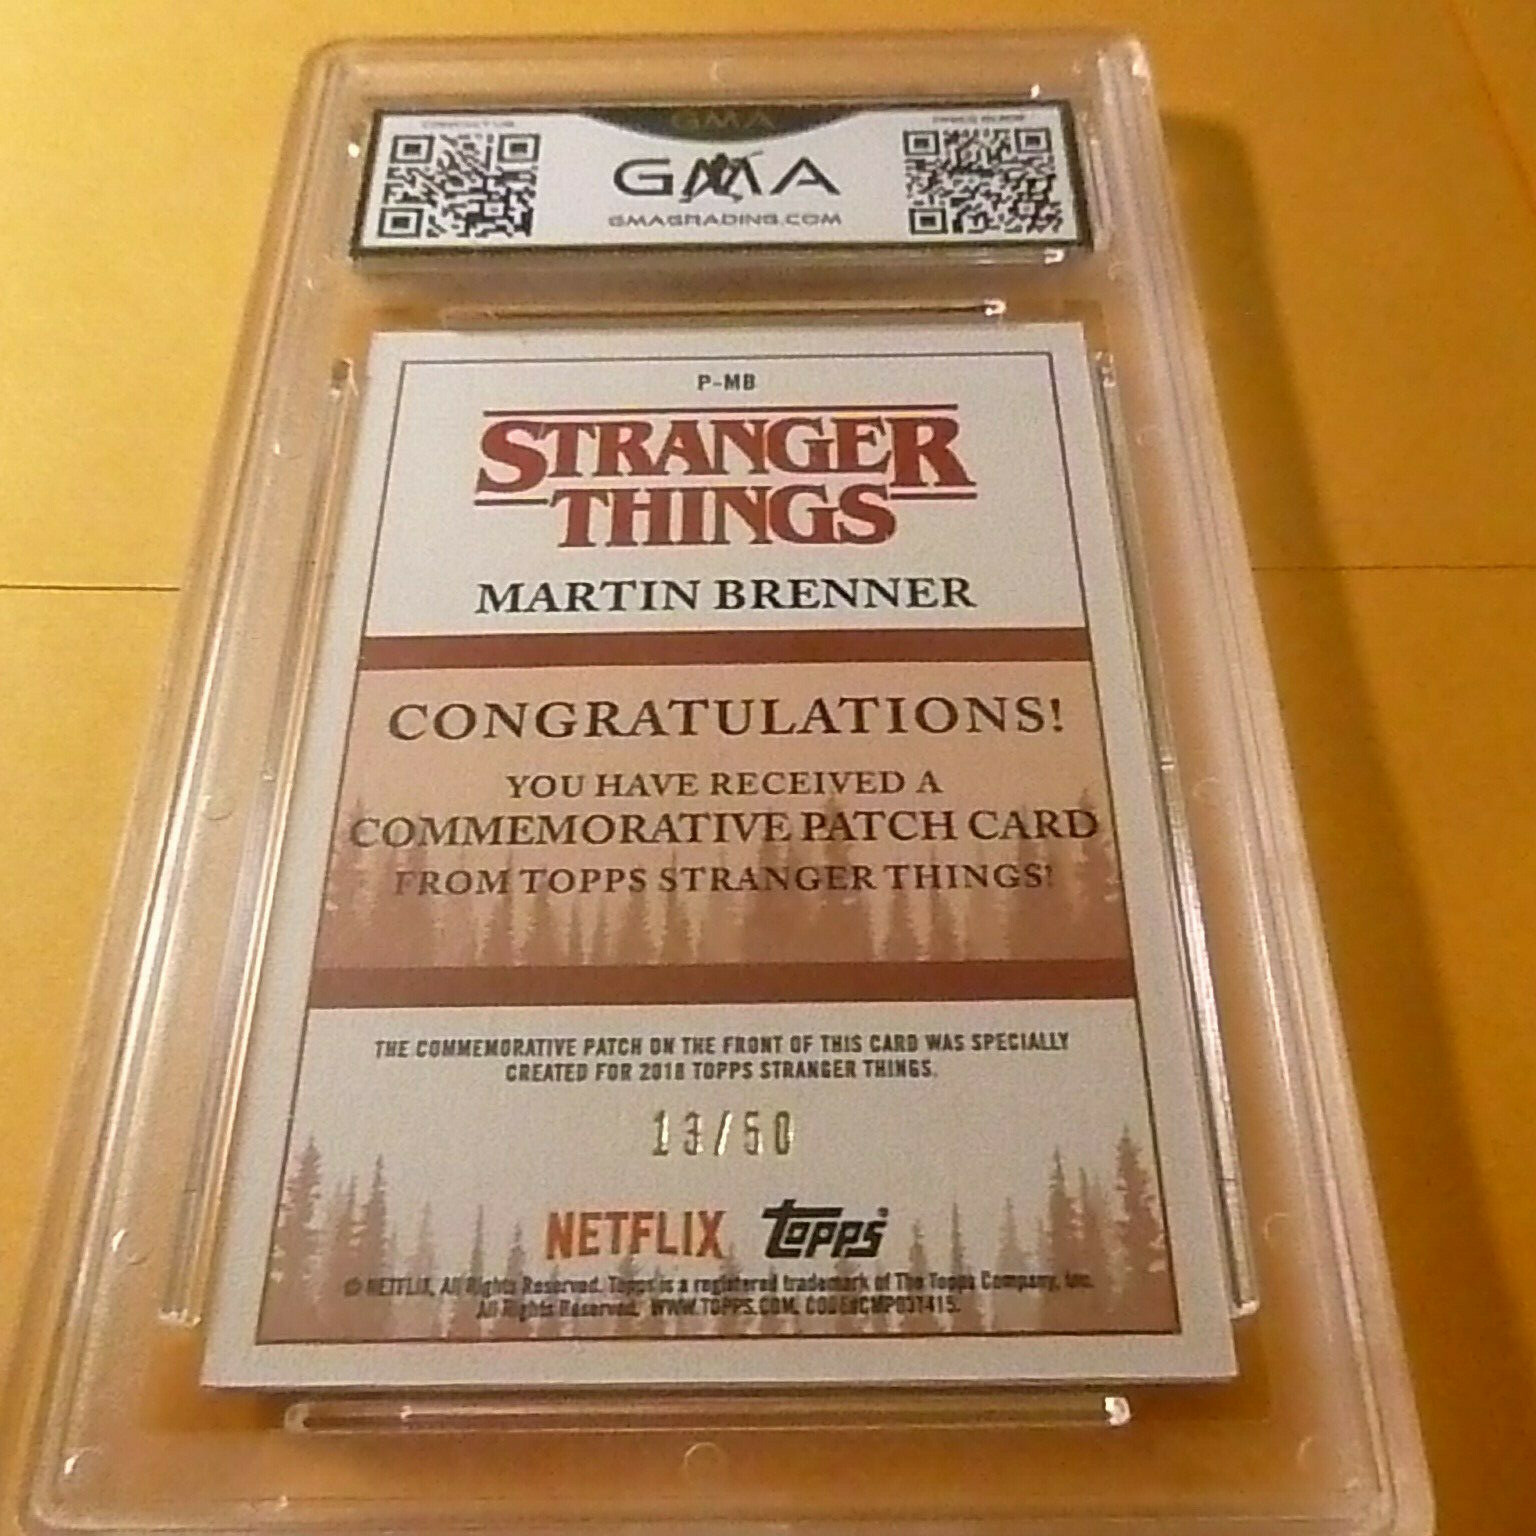 GMA
GMA
GMAGRADING.COM
P-MB
STRANGER
THINGS
MARTIN BRENNER
CONGRATULATIONS!
YOU HAVE RECEIVED A
COMMEMORATIVE PATCH CARD
FROM TOPPS STRANGER THINGS!
THE COMMEMORATIVE PATCH ON THE FRONT OF THIS CARD WAS SPECIALLY
CREATED FOR 2018 TOPPS STRANGER THINGS.
13/50
NETFLIX Topps®
© NETFLIX, All Rights Reserved. Topps is a registered trademark of The Topps Company, Inc.
All Rights Reserved. WWW.TOPPS.COM.